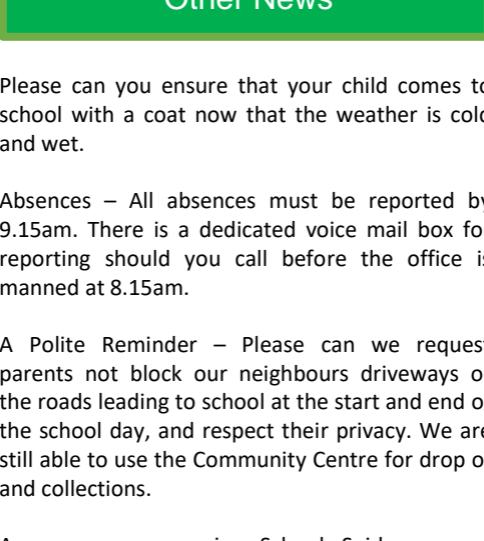 Other News
Please can you ensure that your child comes to
school with a coat now that the weather is cold
and wet.
Absences – All absences must be reported by
9.15am. There is a dedicated voice mail box for
reporting should you call before the office is
manned at 8.15am.
A Polite Reminder – Please can we request
parents not block our neighbours driveways o
the roads leading to school at the start and end of
the school day, and respect their privacy. We are
still able to use the Community Centre for drop o
and collections.